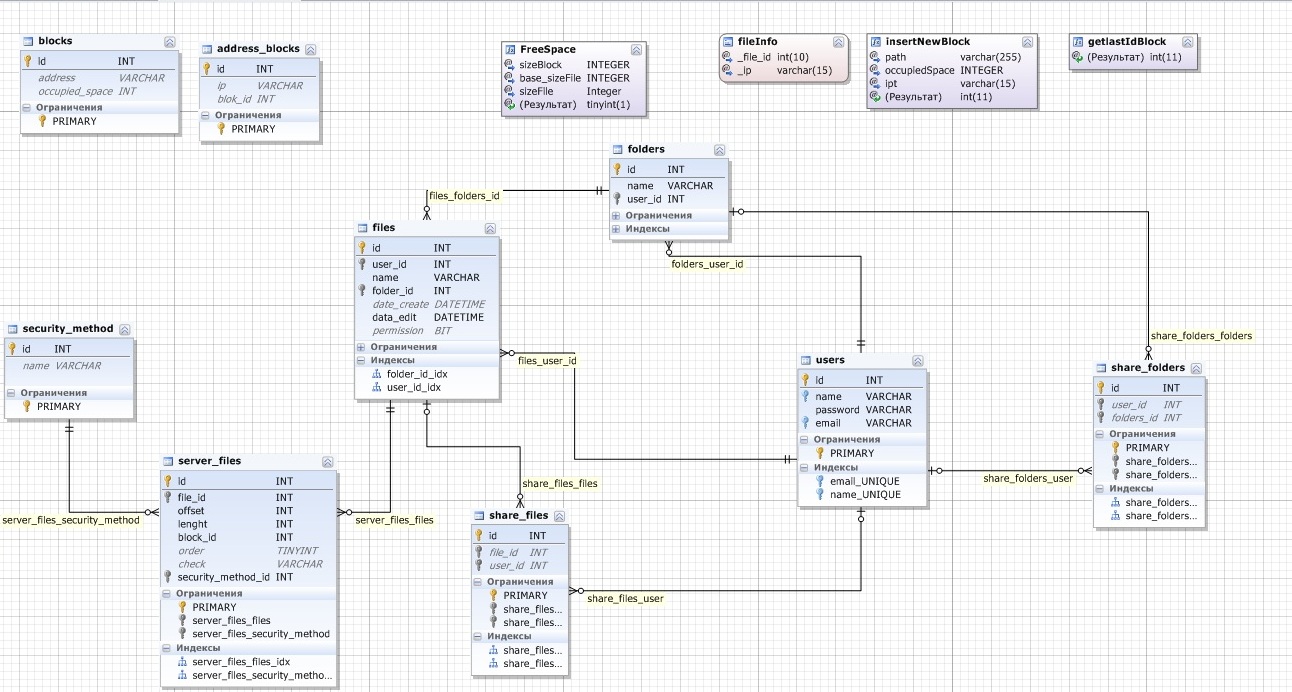 blocks
id INT
address VARCHAR
occupied_space INT
Ограничения
PRIMARY
address_blocks
id INT
ip VARCHAR
blok_id INT
Ограничения
PRIMARY
FreeSpace
sizeBlock INTEGER
base_sizeFile INTEGER
sizeFile Integer
(Результат) tinyint(1)
fileInfo
_file_id int(10)
_ip varchar(15)
insertNewBlock
path varchar(255)
occupiedSpace INTEGER
ipt varchar(15)
(Результат) int(11)
getlastIdBlock
(Результат) int(11)
folders
id INT
name VARCHAR
user_id INT
Ограничения
Индексы
files_folders_id
folders_user_id
files
id INT
user_id INT
name VARCHAR
folder_id INT
date_create DATETIME
data_edit DATETIME
permission BIT
Ограничения
Индексы
folder_id_idx
user_id_idx
files_user_id
security_method
id INT
name VARCHAR
Ограничения
PRIMARY
users
id INT
name VARCHAR
password VARCHAR
email VARCHAR
Ограничения
PRIMARY
Индексы
email_UNIQUE
name_UNIQUE
share_folders_folders
share_folders
id INT
user_id INT
folders_id INT
Ограничения
PRIMARY
share_folders...
share_folders...
Индексы
share_folders...
share_folders...
share_folders_user
server_files
id INT
file_id INT
offset INT
lenght INT
block_id INT
order TINYINT
check VARCHAR
security_method_id INT
Ограничения
PRIMARY
server_files_files
server_files_security_method
Индексы
server_files_files_idx
server_files_security_metho...
server_files_security_method
server_files_files
share_files_files
share_files
id INT
file_id INT
user_id INT
Ограничения
PRIMARY
share_files...
share_files...
Индексы
share_files...
share_files...
share_files_user